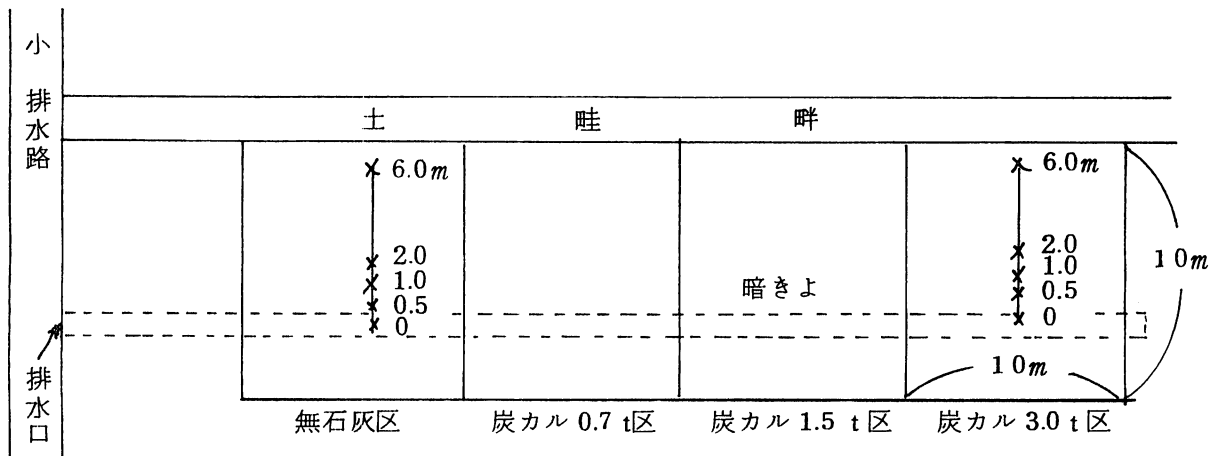 小排水路
土畦畔
6.0m
2.0
1.0
0.5
0
暗きよ
6.0m
2.0
1.0
0.5
0
10m
10m
排水口
無石灰区
炭カル 0.7 t区
炭カル 1.5 t区
炭カル 3.0 t区